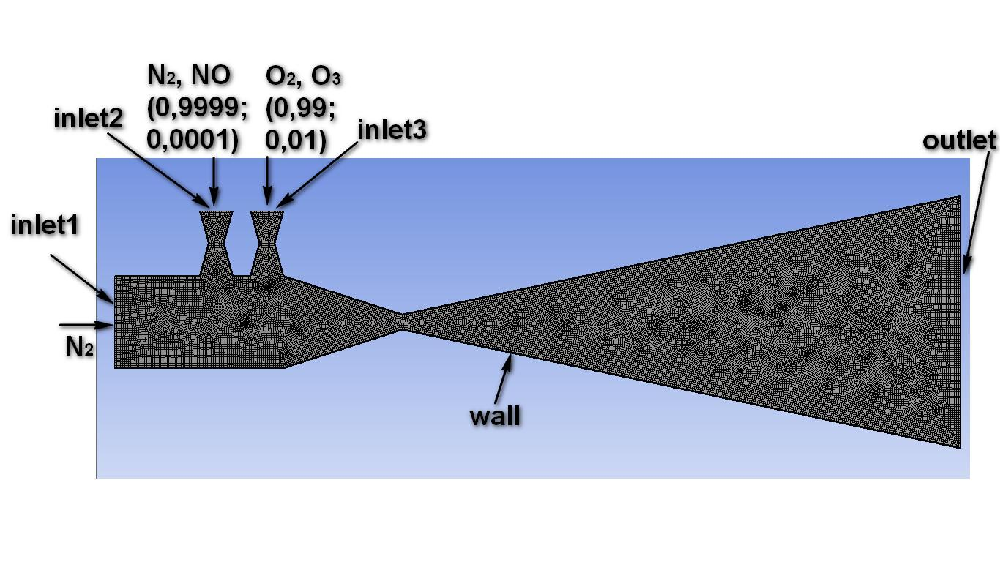 N₂, NO
(0,9999;
0,0001)
O₂, O₃
(0,99;
0,01)
inlet2
inlet3
outlet
inlet1
N₂
wall